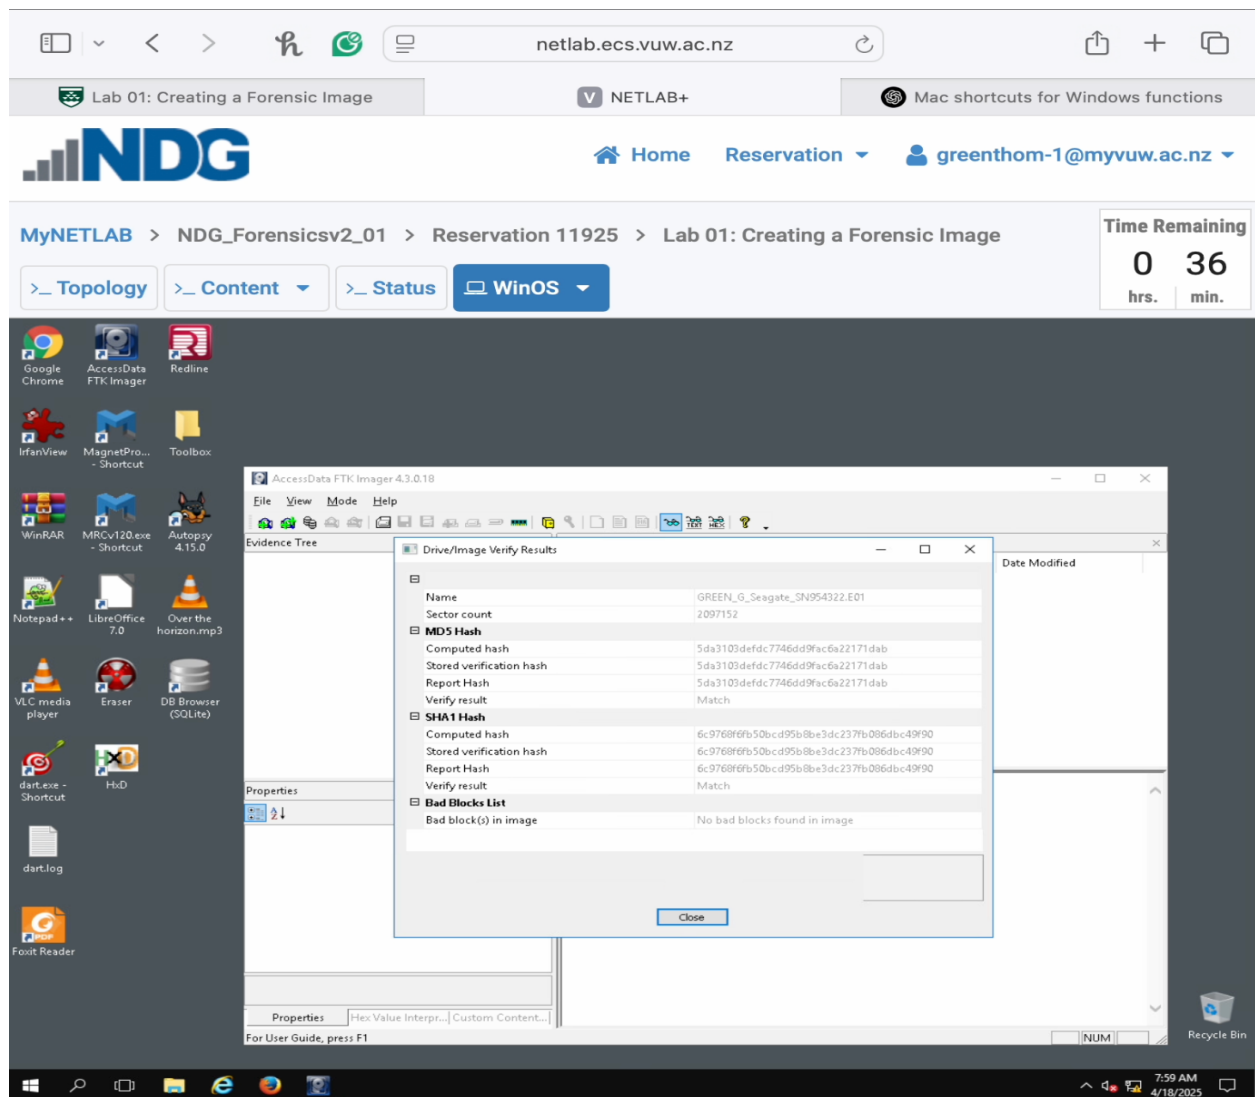 netlab.ecs.vuw.ac.nz
Lab 01: Creating a Forensic Image
V NETLAB+
Mac shortcuts for Windows functions
NDG
Home Reservation greenthom-1@myvuw.ac.nz
MyNETLAB > NDG_Forensicsv2_01 > Reservation 11925 > Lab 01: Creating a Forensic Image
Time Remaining
0 36
hrs. min.
>_ Topology >_ Content >_ Status WinOS
Google Chrome
AccessData FTK Imager
Redline
IrfanView
MagnetPro... - Shortcut
Toolbox
WinRAR
MRCv120.exe - Shortcut
Autopsy 4.15.0
Notepad++
LibreOffice 7.0
Over the horizon.mp3
VLC media player
Eraser
DB Browser (SQLite)
dart.exe - Shortcut
HxD
dart.log
Foxit Reader
AccessData FTK Imager 4.3.0.18
File View Mode Help
Evidence Tree
Date Modified
Drive/Image Verify Results
Name GREEN_G_Seagate_SN954322.E01
Sector count 2097152
MD5 Hash
Computed hash 5da3103defdc7746dd9fac6a22171dab
Stored verification hash 5da3103defdc7746dd9fac6a22171dab
Report Hash 5da3103defdc7746dd9fac6a22171dab
Verify result Match
SHA1 Hash
Computed hash 6c9768f6fb50bcd95b8be3dc237fb086dbc49f90
Stored verification hash 6c9768f6fb50bcd95b8be3dc237fb086dbc49f90
Report Hash 6c9768f6fb50bcd95b8be3dc237fb086dbc49f90
Verify result Match
Bad Blocks List
Bad block(s) in image No bad blocks found in image
Close
Properties
Properties Hex Value Interpr... Custom Content...
For User Guide, press F1
NUM
Recycle Bin
7:59 AM
4/18/2025